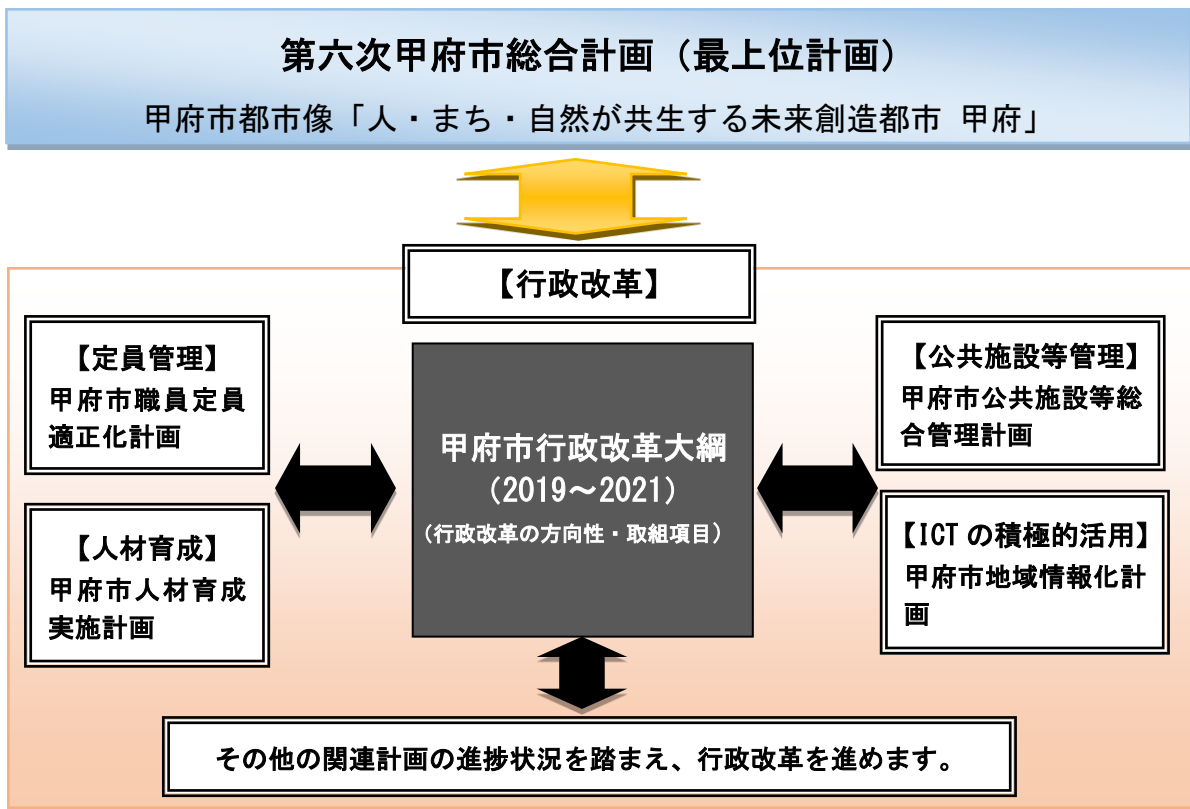 第六次甲府市総合計画（最上位計画）
甲府市都市像「人・まち・自然が共生する未来創造都市 甲府」
【行政改革】
【定員管理】
甲府市職員定員
適正化計画
【人材育成】
甲府市人材育成
実施計画
甲府市行政改革大綱
(2019～2021)
（行政改革の方向性・取組項目）
【公共施設等管理】
甲府市公共施設等総
合管理計画
【ICT の積極的活用】
甲府市地域情報化計
画
その他の関連計画の進捗状況を踏まえ、行政改革を進めます。